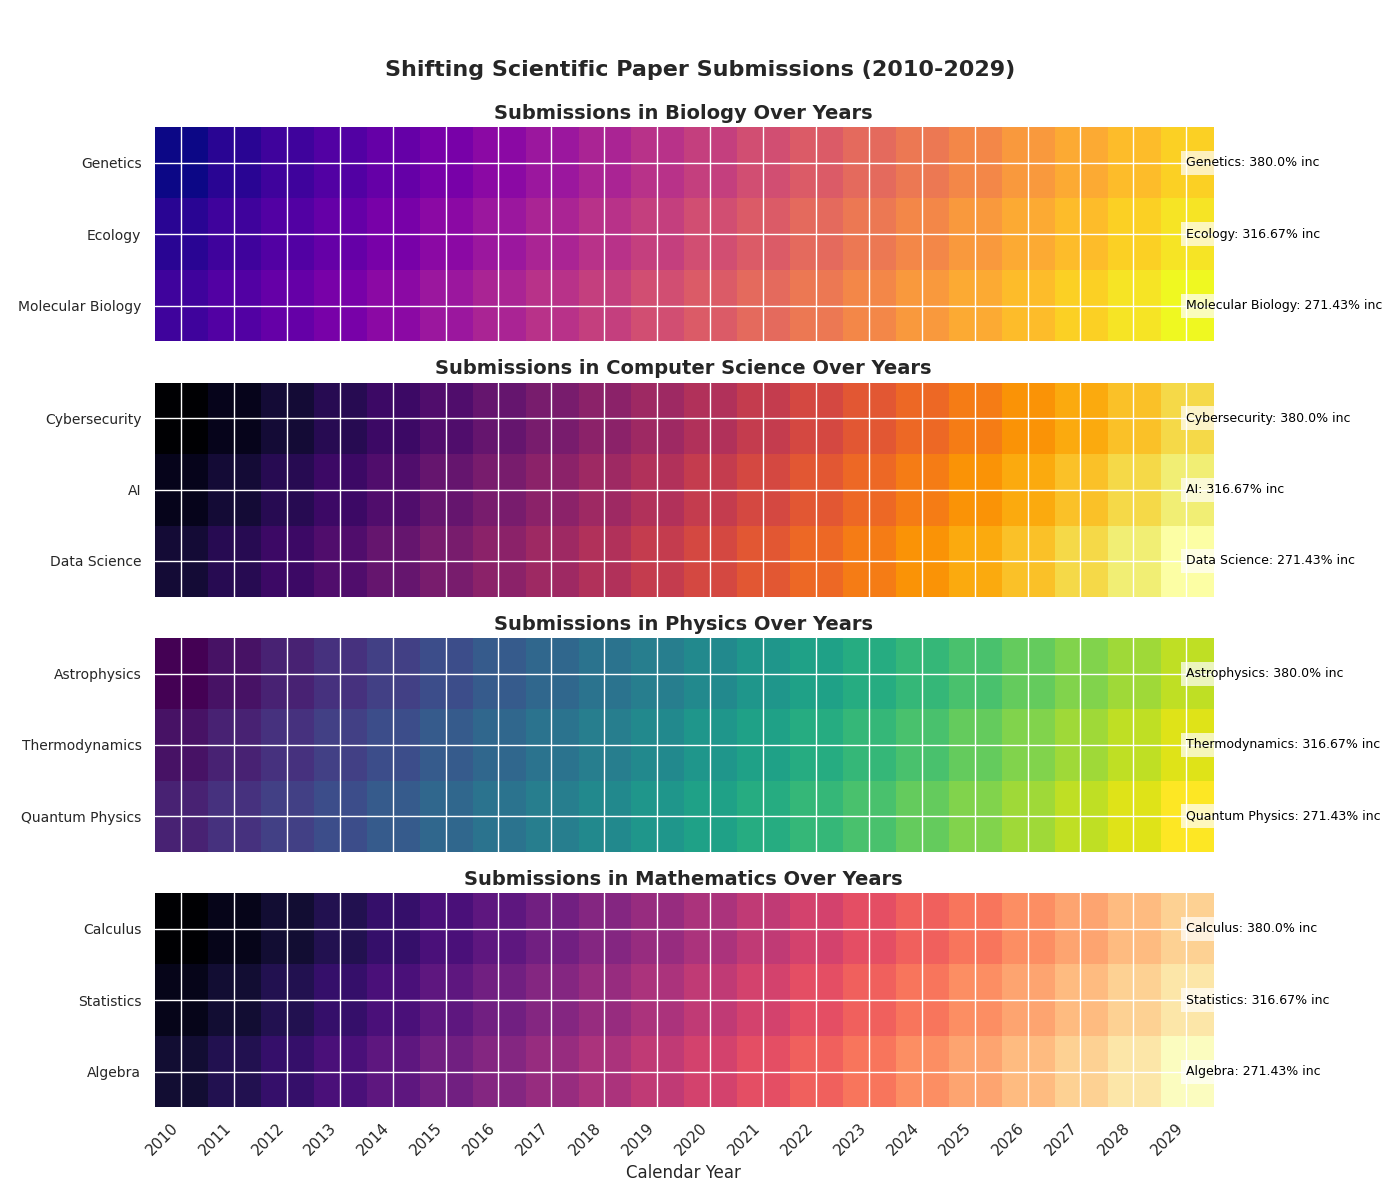 Shifting Scientific Paper Submissions (2010-2029)
Submissions in Biology Over Years
Genetics
Genetics: 380.0% inc
Ecology
Ecology: 316.67% inc
Molecular Biology
Molecular Biology: 271.43% inc
Submissions in Computer Science Over Years
Cybersecurity
Cybersecurity: 380.0% inc
AI
AI: 316.67% inc
Data Science
Data Science: 271.43% inc
Submissions in Physics Over Years
Astrophysics
Astrophysics: 380.0% inc
Thermodynamics
Thermodynamics: 316.67% inc
Quantum Physics
Quantum Physics: 271.43% inc
Submissions in Mathematics Over Years
Calculus
Calculus: 380.0% inc
Statistics
Statistics: 316.67% inc
Algebra
Algebra: 271.43% inc
2010 2011 2012 2013 2014 2015 2016 2017 2018 2019 2020 2021 2022 2023 2024 2025 2026 2027 2028 2029
Calendar Year